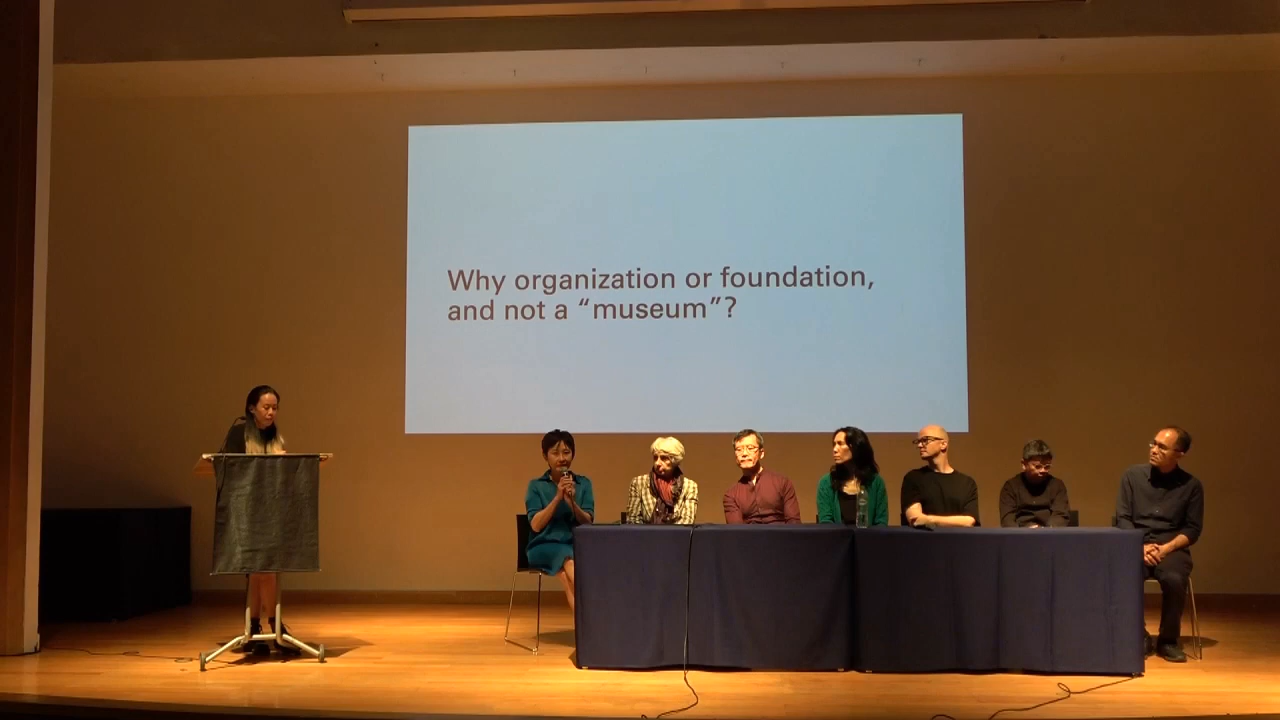 Why organization or foundation,
and not a “museum”?